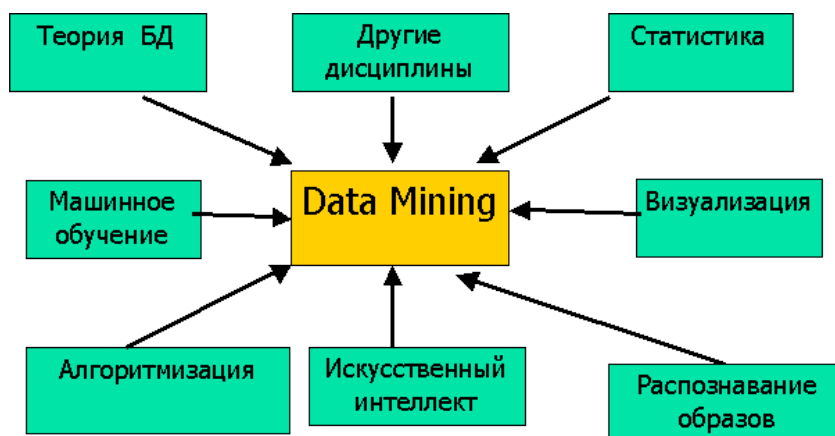 Теория БД
Другие
дисциплины
Статистика
Машинное
обучение
Data Mining
Визуализация
Алгоритмизация
Искусственный
интеллект
Распознавание
образов